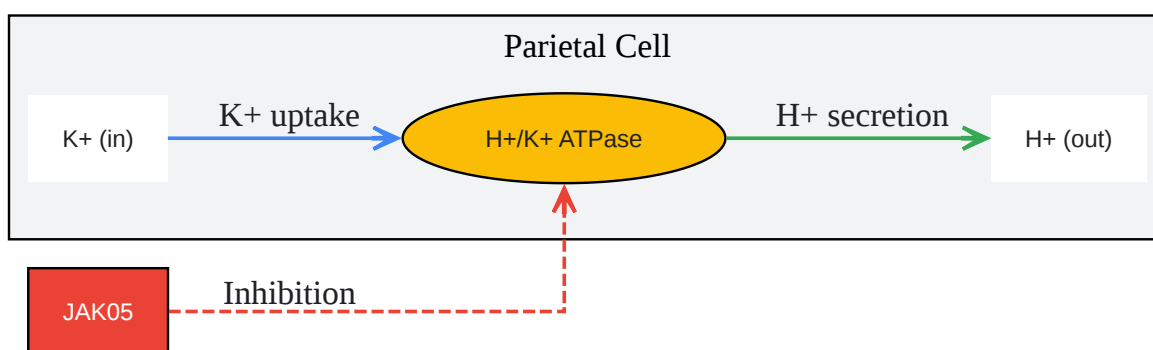 Parietal Cell
K+ (in)
K+ uptake
H+/K+ ATPase
H+ secretion
H+ (out)
JAK05
Inhibition